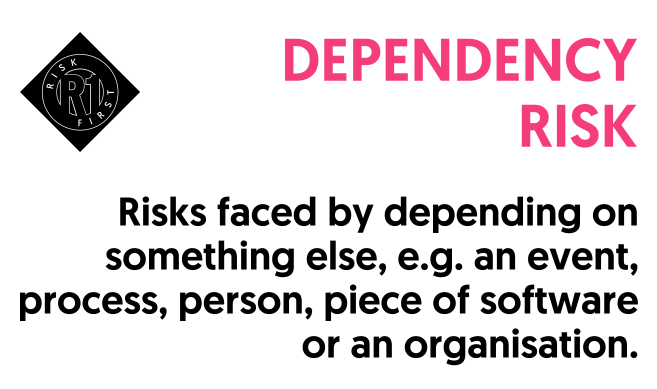 RISK
R1
FIRST
DEPENDENCY
RISK
Risks faced by depending on
something else, e.g. an event,
process, person, piece of software
or an organisation.